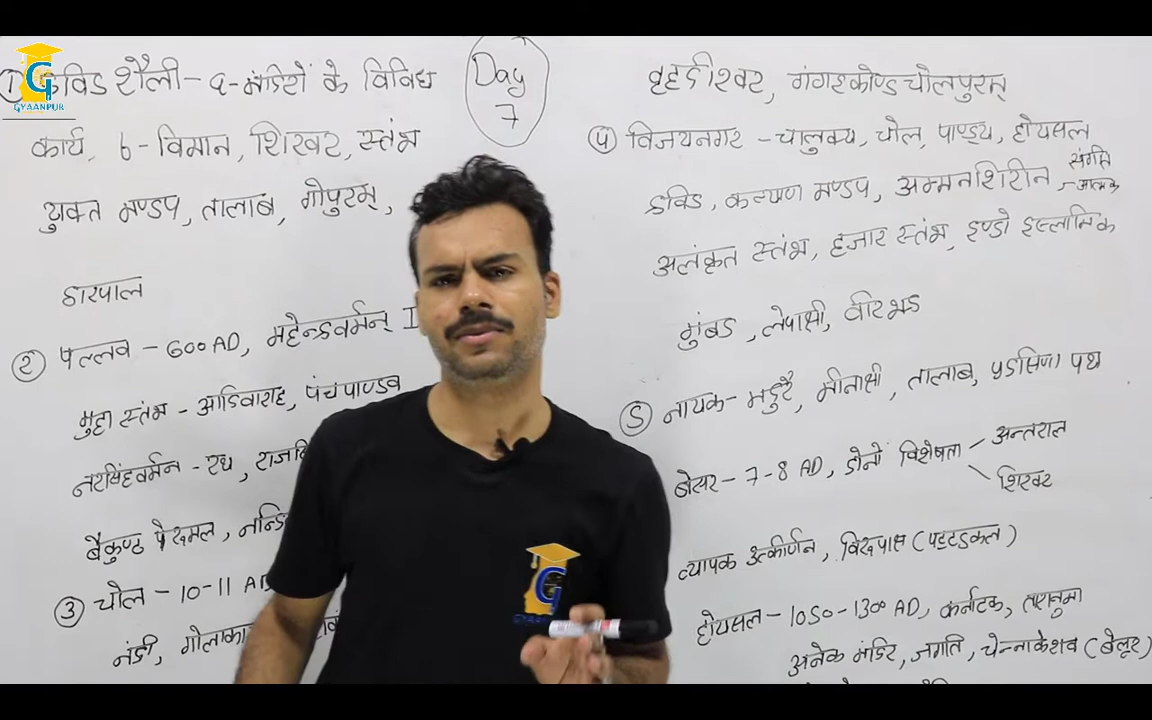 G
GYAANPUR
① द्रविड शैली - a - मंदिरों के विविध
कार्य, b - विमान, शिखर, स्तंभ
युक्त मण्डप, तालाब, गोपुरम्,
द्वारपाल
② पल्लव - 600 AD, महेन्द्रवर्मन् I
गुहा स्तंभ - आदिवाराह, पंचपाण्डव
नरसिंहवर्मन - रथ,
बैकुण्ठ पेरुमल,
③ चोल - 10-11 AD
नंदी,
Day
7
वृहदीश्वर, गंगइकोण्डचोलपुरम्
④ विजयनगर - चालुक्य, चोल, पाण्ड्य, होयसल
द्रविड, कल्याण मण्डप, अम्मनशिरीन
अलंकृत स्तंभ, हजार स्तंभ, इण्डो इस्लामिक
गुंबद, लेपाक्षी, वीरभद्र
⑤ नायक - मदुरै, मीनाक्षी, तालाब, प्रदक्षिणा पथ
बेसर - 7-8 AD, दोनों विशेषता - अन्तराल
शिखर
व्यापक उत्कीर्णन, विरुपाक्ष (पट्टडकल)
होयसल - 1050-1300 AD, कर्नाटक, तारानुमा
अनेक मंदिर, जगति, चेन्नाकेशव (बेलूर)
G